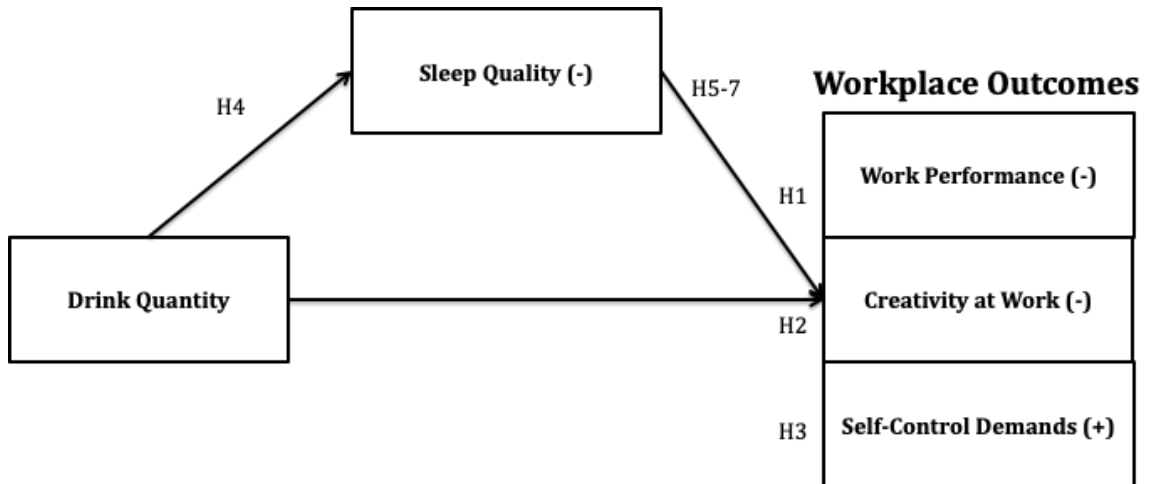 Sleep Quality (-)
H4
H5-7
Workplace Outcomes
Work Performance (-)
H1
Drink Quantity
Creativity at Work (-)
H2
Self-Control Demands (+)
H3